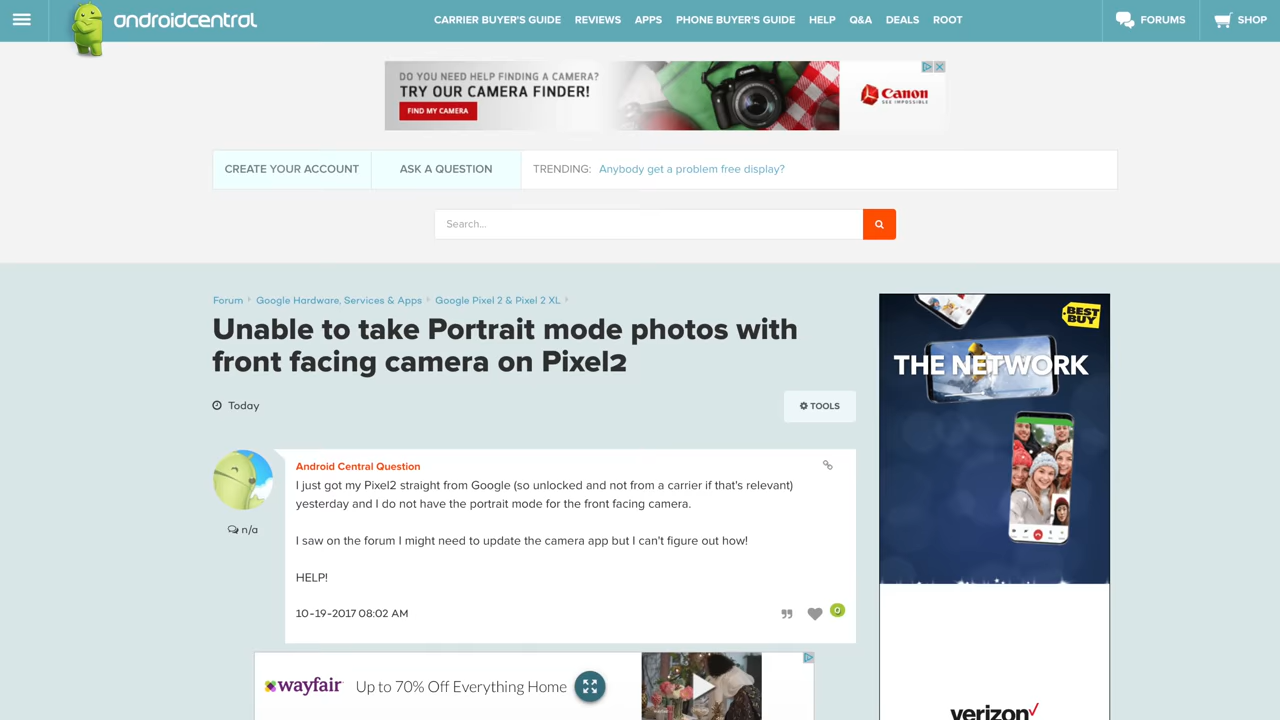 androidcentral
CARRIER BUYER'S GUIDE REVIEWS APPS PHONE BUYER'S GUIDE HELP Q&A DEALS ROOT
FORUMS
SHOP
DO YOU NEED HELP FINDING A CAMERA?
TRY OUR CAMERA FINDER!
FIND MY CAMERA
Canon
SEE IMPOSSIBLE
CREATE YOUR ACCOUNT
ASK A QUESTION
TRENDING: Anybody get a problem free display?
Search...
Forum Google Hardware, Services & Apps Google Pixel 2 & Pixel 2 XL
Unable to take Portrait mode photos with
front facing camera on Pixel2
Today
TOOLS
Android Central Question
I just got my Pixel2 straight from Google (so unlocked and not from a carrier if that's relevant)
yesterday and I do not have the portrait mode for the front facing camera.
I saw on the forum I might need to update the camera app but I can't figure out how!
HELP!
n/a
10-19-2017 08:02 AM
0
wayfair
Up to 70% Off Everything Home
BEST
BUY
THE NETWORK
verizon